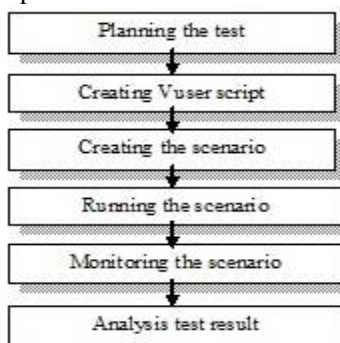 Planning the test
Creating Vuser script
Creating the scenario
Running the scenario
Monitoring the scenario
Analysis test result